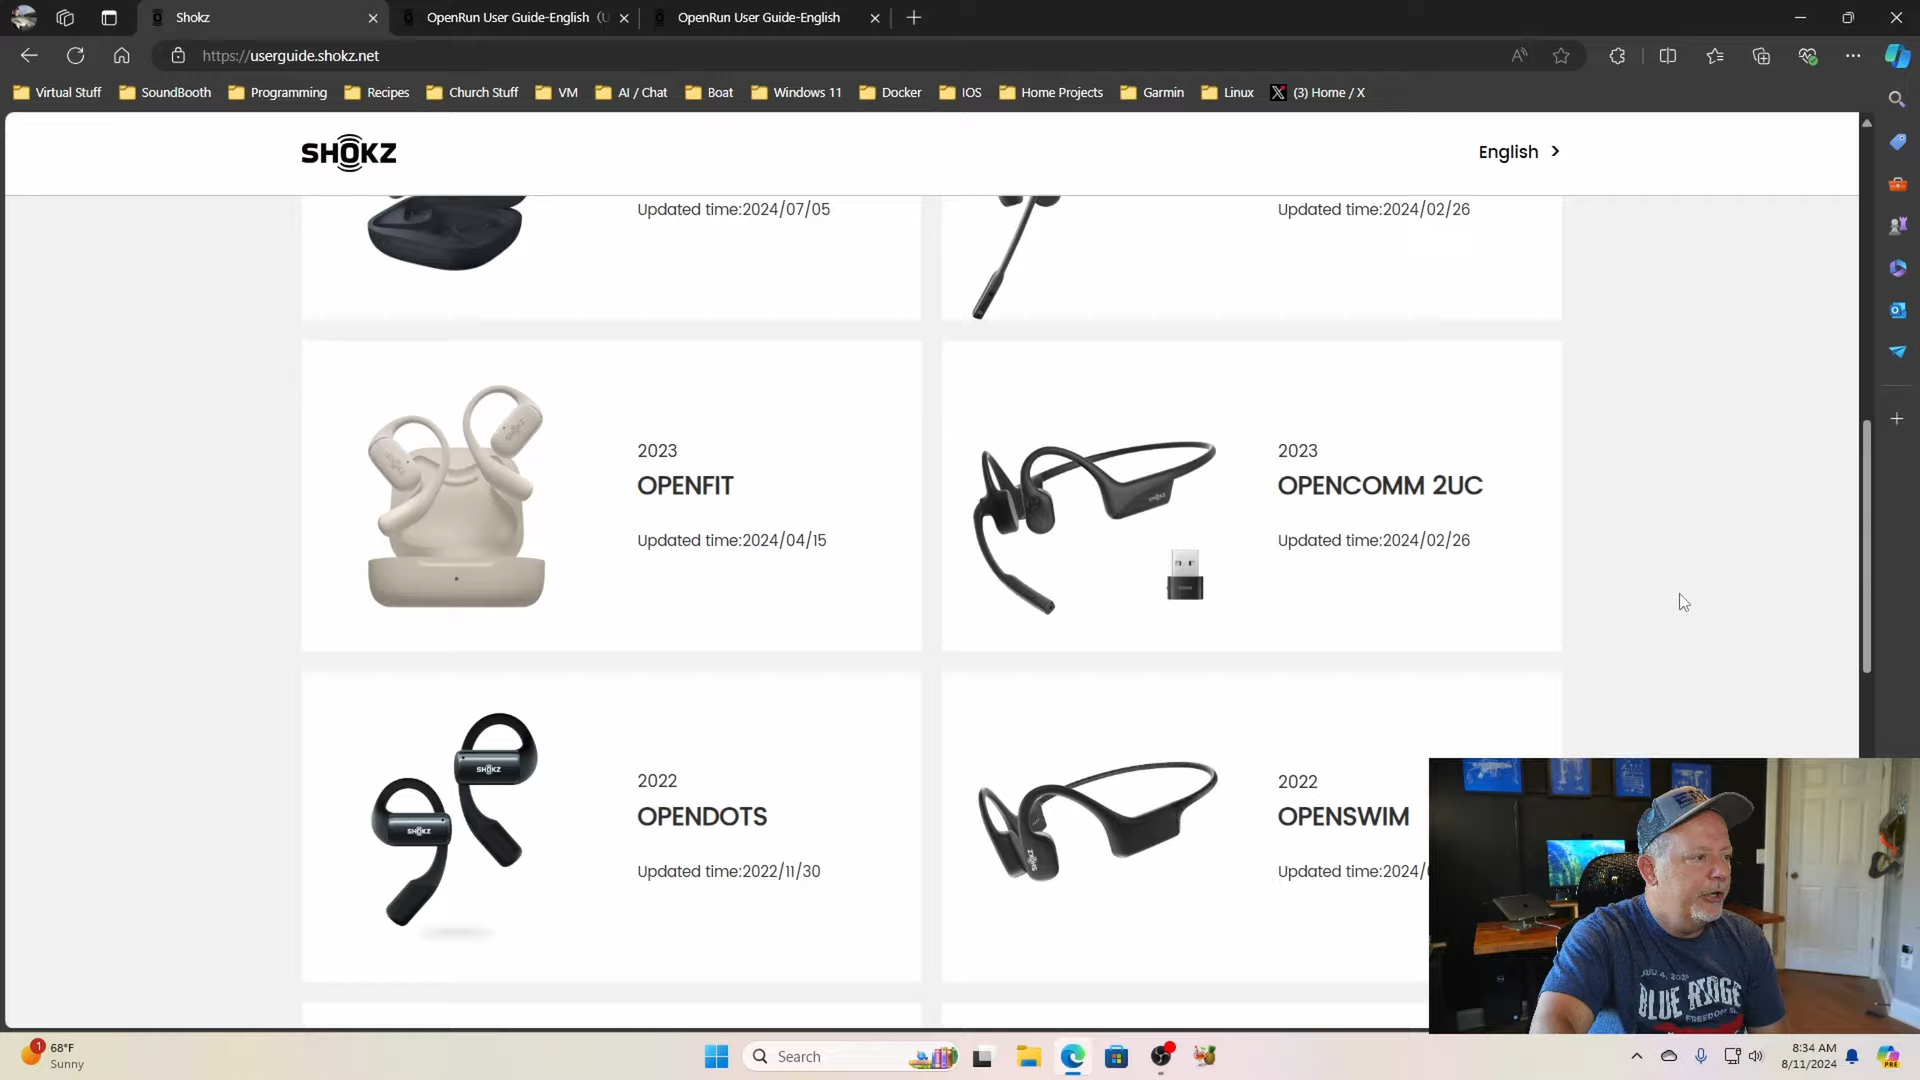 Shokz
OpenRun User Guide-English (U
OpenRun User Guide-English
https://userguide.shokz.net
Virtual Stuff
SoundBooth
Programming
Recipes
Church Stuff
VM
AI / Chat
Boat
Windows 11
Docker
IOS
Home Projects
Garmin
Linux
(3) Home / X
SHOKZ
English
Updated time:2024/07/05
Updated time:2024/02/26
2023
OPENFIT
Updated time:2024/04/15
2023
OPENCOMM 2UC
Updated time:2024/02/26
2022
OPENDOTS
Updated time:2022/11/30
SHOKZ
SHOKZ
2022
OPENSWIM
Updated time:2024/
BLUE RIDGE
1
68°F
Sunny
Search
8:34 AM
8/11/2024
PRE